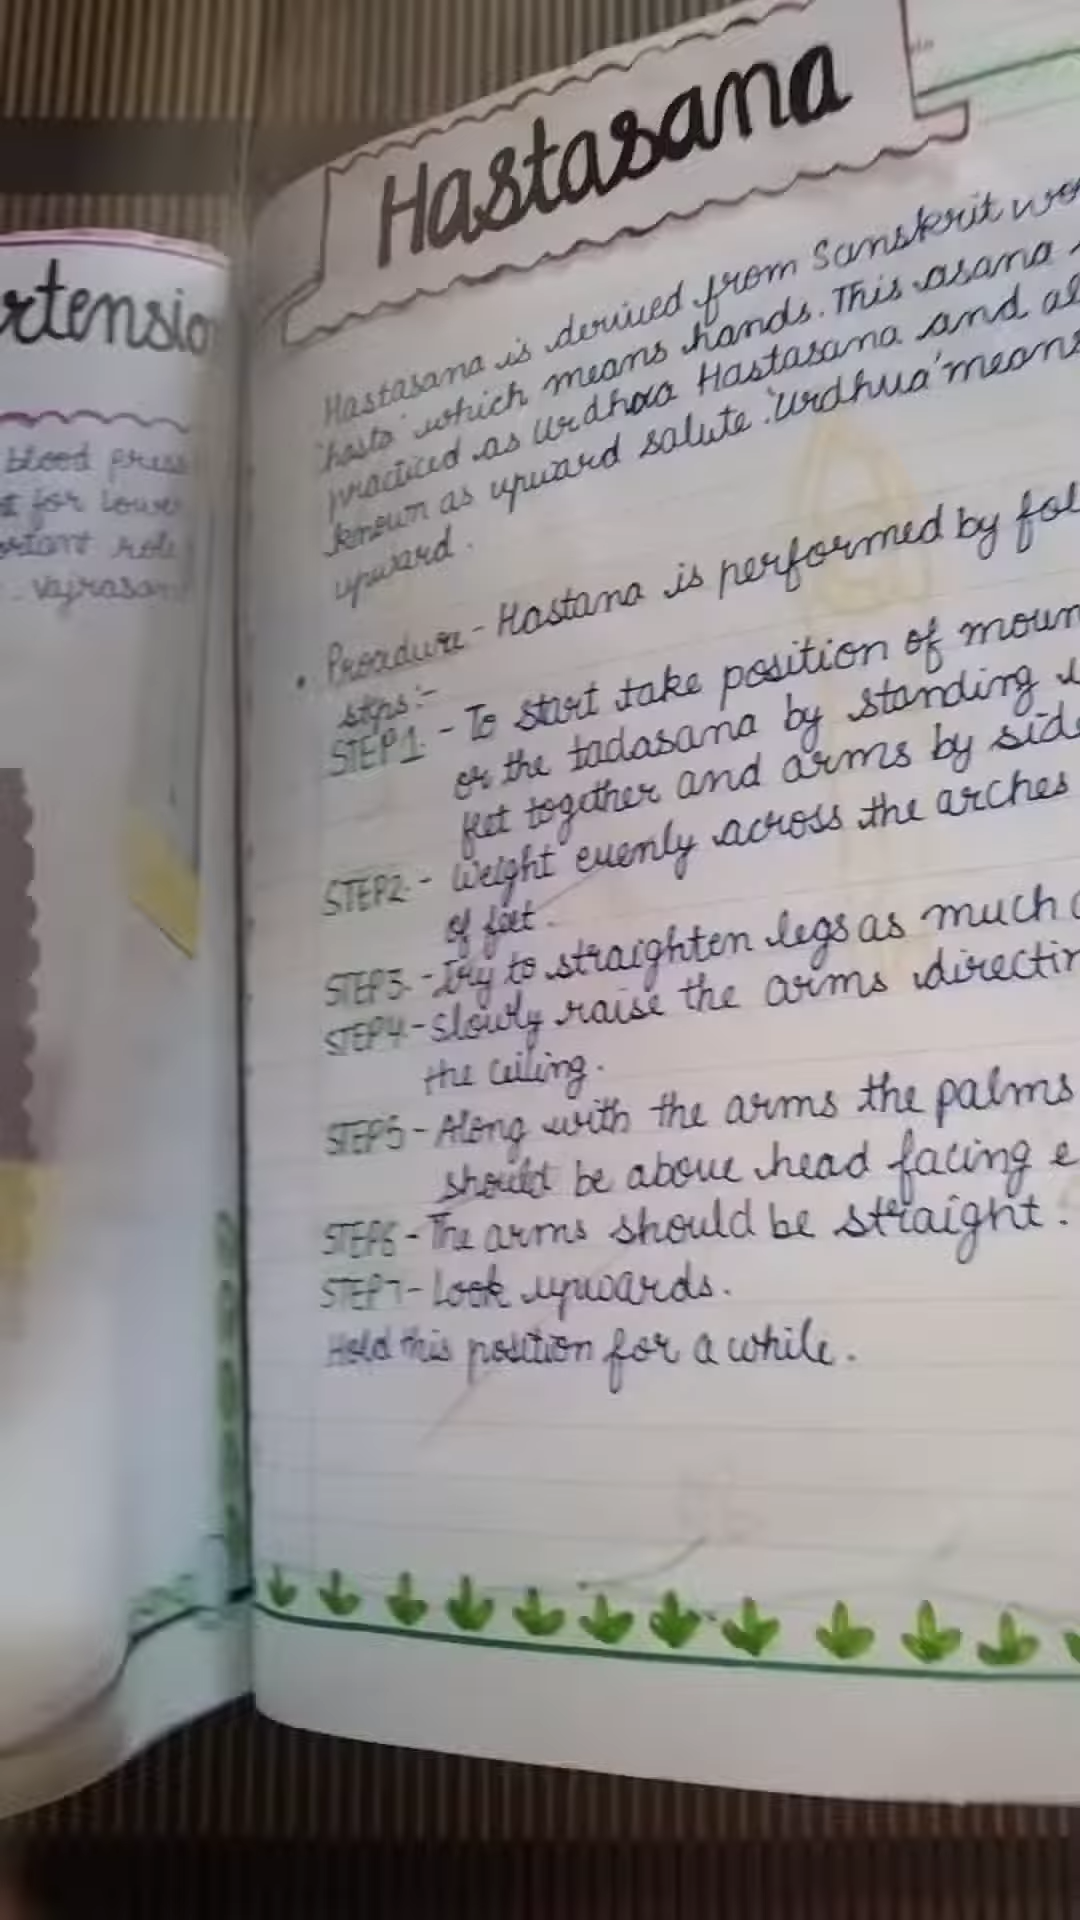 rtensio
blood press
t for lower
ortant role
. Vajrasan
Hastasana
Hastasana is derived from Sanskrit wo
'hasta' which means hands. This asana
practiced as Urdhva Hastasana and al
known as upward salute. 'Urdhva' means
upward.
• Procedure - Hastana is performed by fol
steps:-
STEP1. - To start take position of moun
or the tadasana by standing
feet together and arms by side
STEP2. - Weight evenly across the arches
of feet.
STEP3. - Try to straighten legs as much
STEP4. - Slowly raise the arms directin
the ceiling.
STEP5 - Along with the arms the palms
should be above head facing e
STEP6 - The arms should be straight.
STEP7 - Look upwards.
Hold this position for a while.